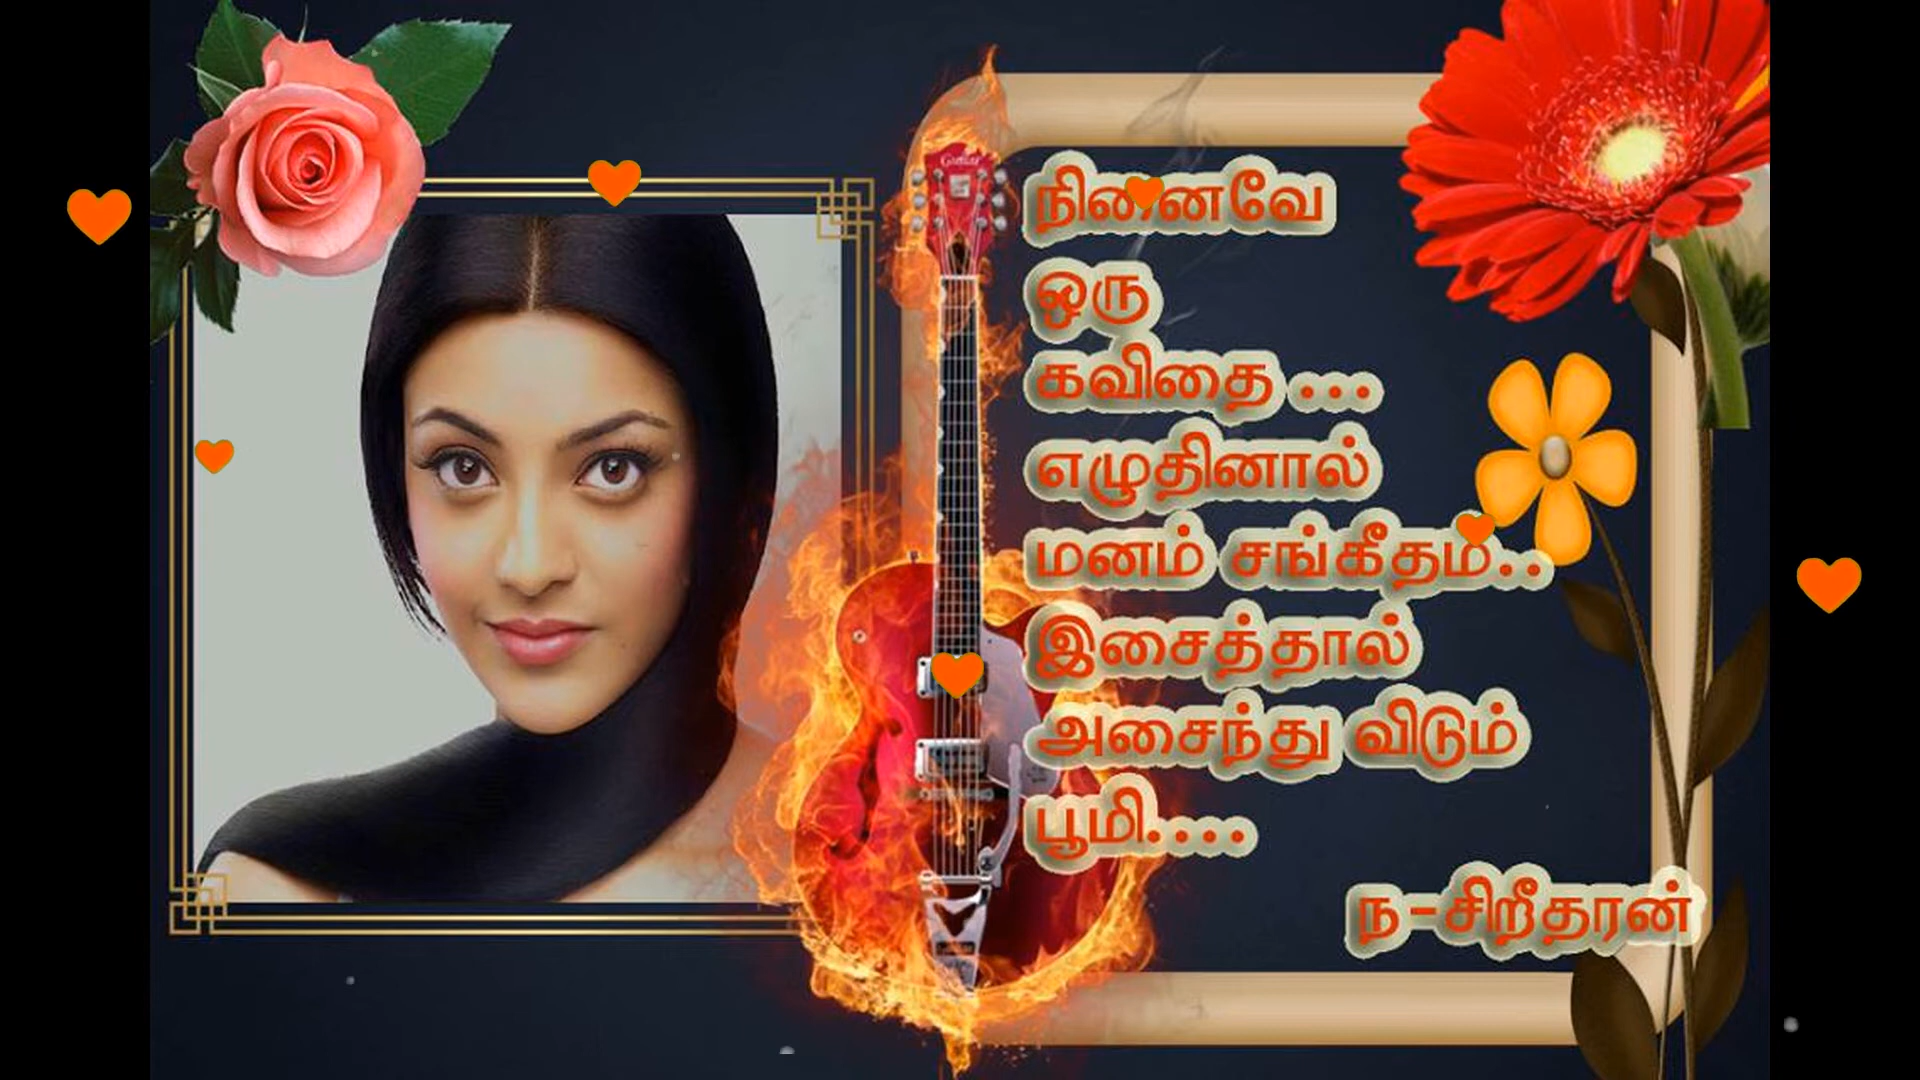 நினைவே
ஒரு
கவிதை ...
எழுதினால்
மனம் சங்கீதம்..
இசைத்தால்
அசைந்து விடும்
பூமி....
ந-சிறீதரன்